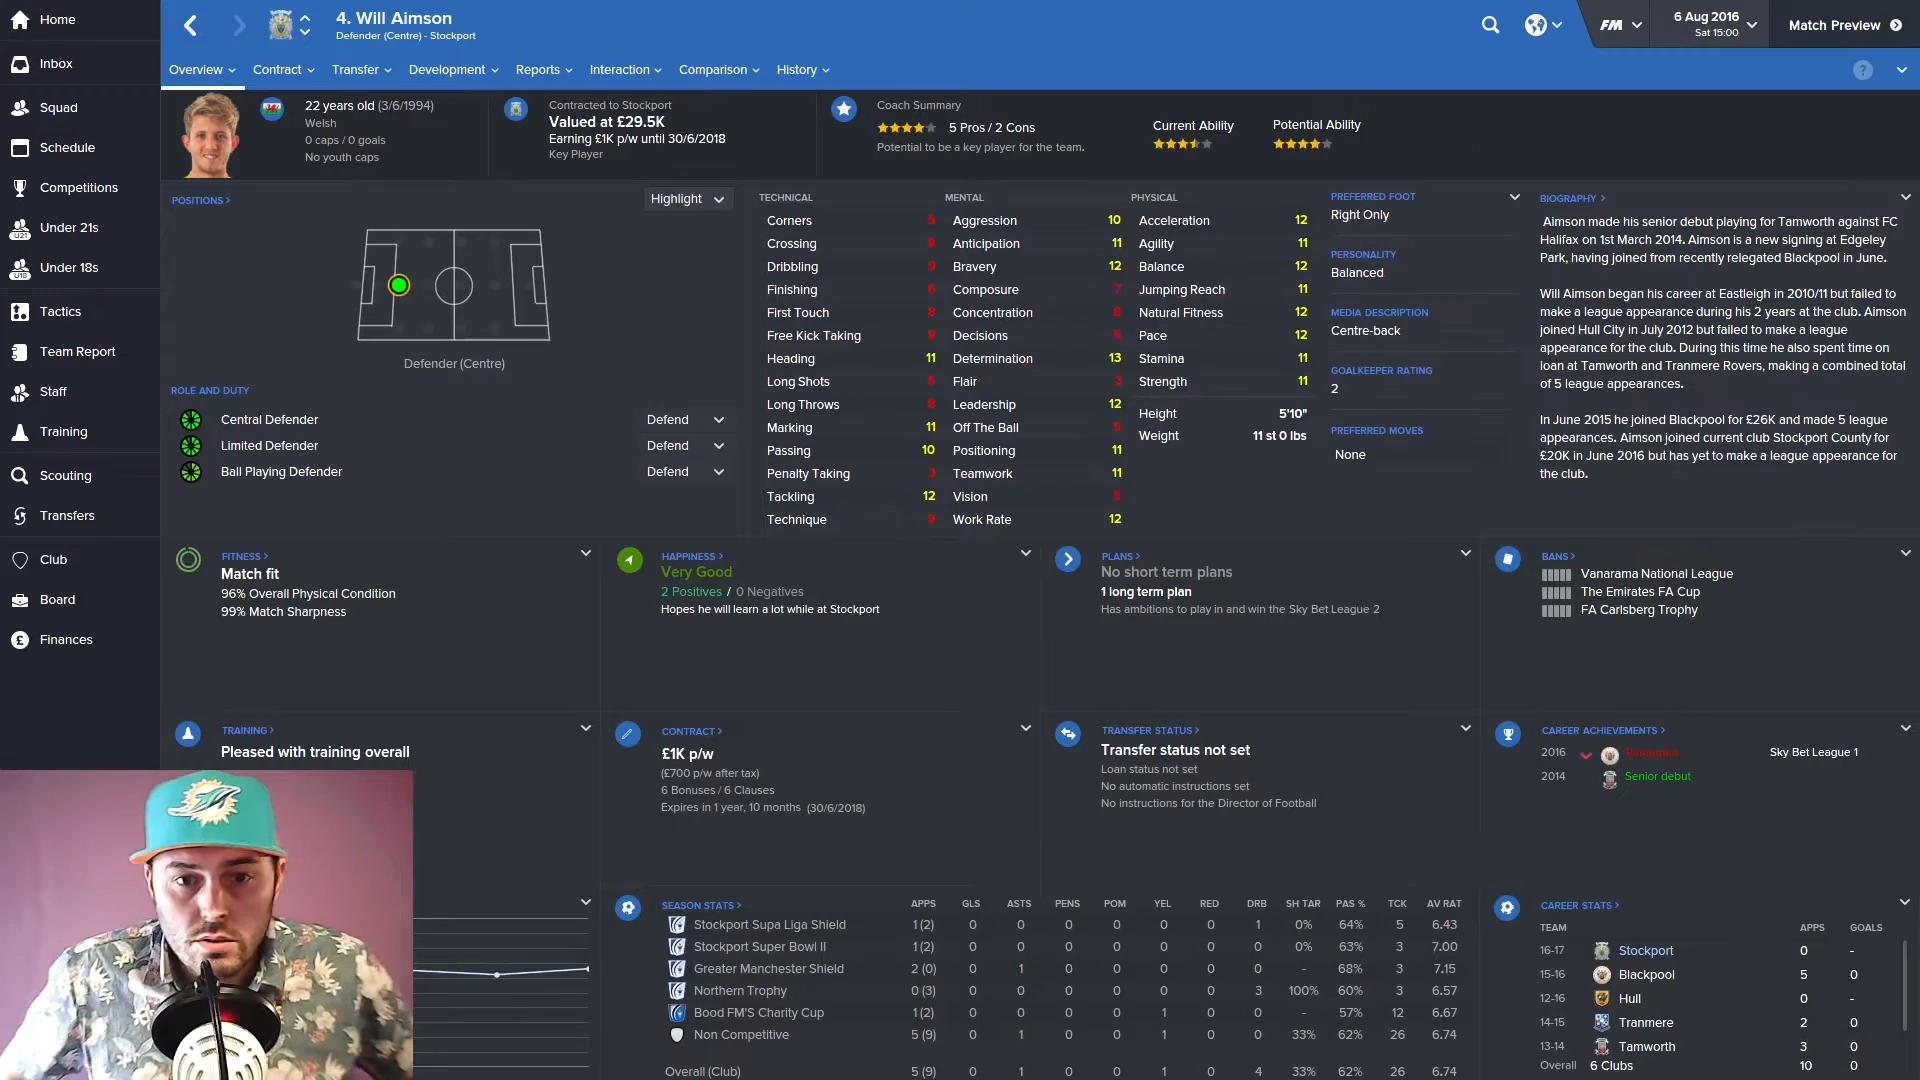 Home
Inbox
Squad
Schedule
Competitions
Under 21s
Under 18s
Tactics
Team Report
Staff
Training
Scouting
Transfers
Club
Board
Finances
4. Will Aimson
Defender (Centre) - Stockport
FM
6 Aug 2016
Sat 15:00
Match Preview
Overview Contract Transfer Development Reports Interaction Comparison History
?
22 years old (3/6/1994)
Welsh
0 caps / 0 goals
No youth caps
Contracted to Stockport
Valued at £29.5K
Earning £1K p/w until 30/6/2018
Key Player
Coach Summary
5 Pros / 2 Cons
Potential to be a key player for the team.
Current Ability
Potential Ability
POSITIONS >
Highlight
Defender (Centre)
ROLE AND DUTY
Central Defender Defend
Limited Defender Defend
Ball Playing Defender Defend
TECHNICAL
Corners
Crossing
Dribbling 9
Finishing 6
First Touch 8
Free Kick Taking 9
Heading 11
Long Shots
Long Throws 8
Marking 11
Passing 10
Penalty Taking 3
Tackling 12
Technique 9
MENTAL
Aggression 10
Anticipation 11
Bravery 12
Composure 7
Concentration
Decisions
Determination 13
Flair 3
Leadership 12
Off The Ball
Positioning 11
Teamwork 11
Vision
Work Rate 12
PHYSICAL
Acceleration 12
Agility 11
Balance 12
Jumping Reach 11
Natural Fitness 12
Pace 12
Stamina 11
Strength 11
Height 5'10"
Weight 11 st 0 lbs
PREFERRED FOOT
Right Only
PERSONALITY
Balanced
MEDIA DESCRIPTION
Centre-back
GOALKEEPER RATING
2
PREFERRED MOVES
None
BIOGRAPHY >
Aimson made his senior debut playing for Tamworth against FC
Halifax on 1st March 2014. Aimson is a new signing at Edgeley
Park, having joined from recently relegated Blackpool in June.
Will Aimson began his career at Eastleigh in 2010/11 but failed to
make a league appearance during his 2 years at the club. Aimson
joined Hull City in July 2012 but failed to make a league
appearance for the club. During this time he also spent time on
loan at Tamworth and Tranmere Rovers, making a combined total
of 5 league appearances.
In June 2015 he joined Blackpool for £26K and made 5 league
appearances. Aimson joined current club Stockport County for
£20K in June 2016 but has yet to make a league appearance for
the club.
FITNESS >
Match fit
96% Overall Physical Condition
99% Match Sharpness
HAPPINESS >
Very Good
2 Positives / 0 Negatives
Hopes he will learn a lot while at Stockport
PLANS >
No short term plans
1 long term plan
Has ambitions to play in and win the Sky Bet League 2
BANS >
Vanarama National League
The Emirates FA Cup
FA Carlsberg Trophy
TRAINING >
Pleased with training overall
CONTRACT >
£1K p/w
(£700 p/w after tax)
6 Bonuses / 6 Clauses
Expires in 1 year, 10 months (30/6/2018)
TRANSFER STATUS >
Transfer status not set
Loan status not set
No automatic instructions set
No instructions for the Director of Football
CAREER ACHIEVEMENTS >
2016 Sky Bet League 1
2014 Senior debut
SEASON STATS > APPS GLS ASTS PENS POM YEL RED DRB SH TAR PAS % TCK AV RAT
Stockport Supa Liga Shield 1 (2) 0 0 0 0 0 0 1 0% 64% 5 6.43
Stockport Super Bowl II 1 (2) 0 0 0 0 0 0 0 0% 63% 3 7.00
Greater Manchester Shield 2 (0) 0 1 0 0 0 0 0 - 68% 3 7.15
Northern Trophy 0 (3) 0 0 0 0 0 0 3 100% 60% 3 6.57
Bood FM'S Charity Cup 1 (2) 0 0 0 0 1 0 0 - 57% 12 6.67
Non Competitive 5 (9) 0 1 0 0 1 0 0 33% 62% 26 6.74
Overall (Club) 5 (9) 0 1 0 0 1 0 4 33% 62% 26 6.74
CAREER STATS >
TEAM APPS GOALS
16-17 Stockport 0 -
15-16 Blackpool 5 0
12-16 Hull 0 -
14-15 Tranmere 2 0
13-14 Tamworth 3 0
Overall 6 Clubs 10 0